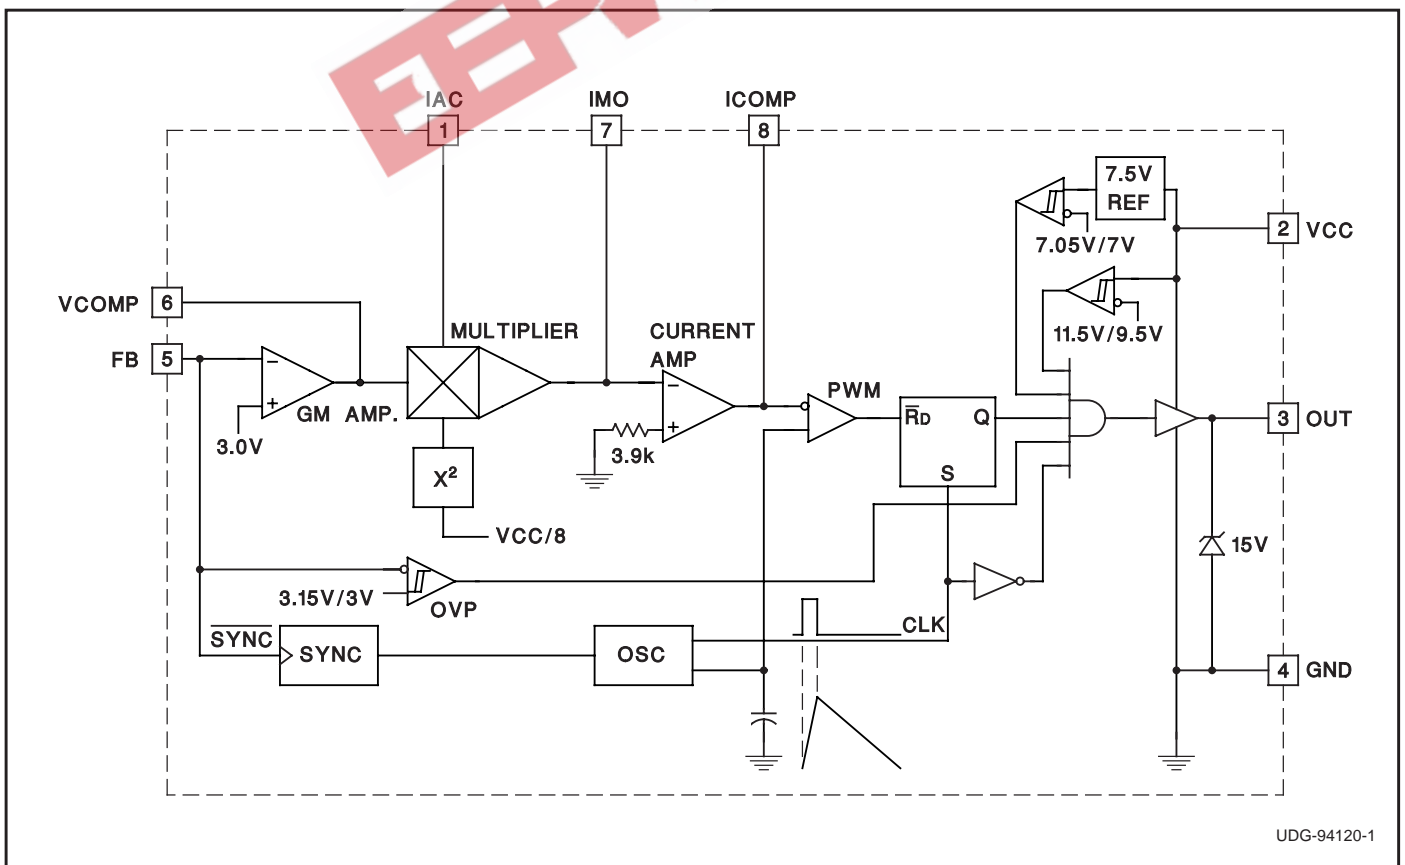 IAC
IMO
ICOMP
1
7
8
7.5V
REF
2
VCC
7.05V/7V
VCOMP
6
11.5V/9.5V
MULTIPLIER
CURRENT
AMP
FB
5
−
−
PWM
+
GM AMP.
3.0V
+
3.9k
R̅D
Q
S
3
OUT
X²
VCC/8
15V
3.15V/3V
OVP
S̅Y̅N̅C̅
SYNC
OSC
CLK
4
GND
UDG-94120-1